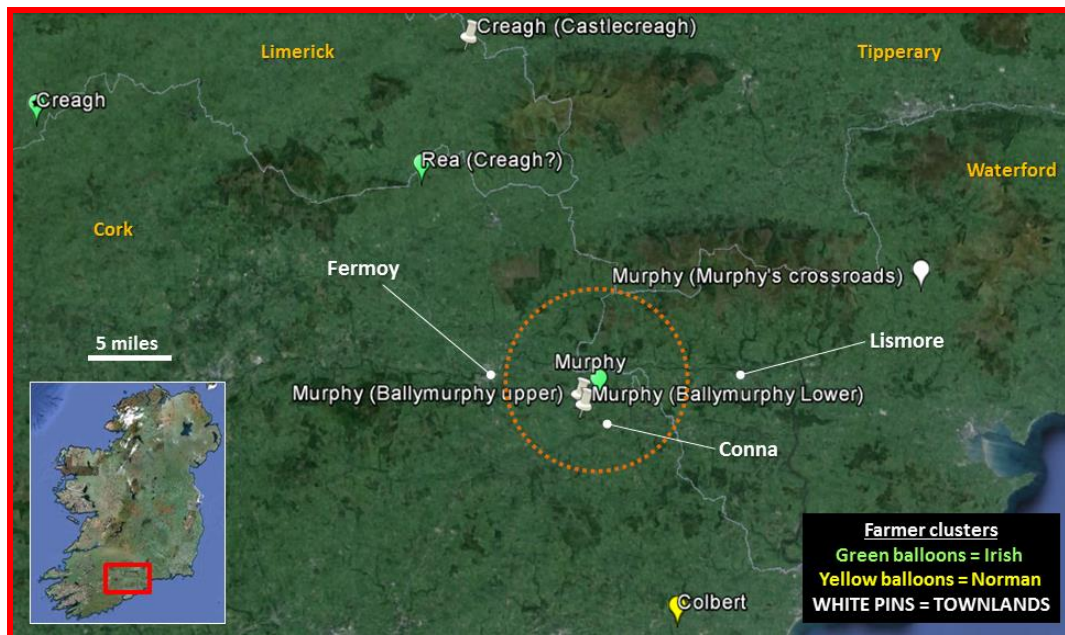 Creagh (Castlecreagh)
Limerick
Tipperary
Creagh
Rea (Creagh?)
Waterford
Cork
Fermoy
Murphy (Murphy's crossroads)
5 miles
Lismore
Murphy
Murphy (Ballymurphy upper)
Murphy (Ballymurphy Lower)
Conna
Farmer clusters
Green balloons = Irish
Yellow balloons = Norman
WHITE PINS = TOWNLANDS
Colbert